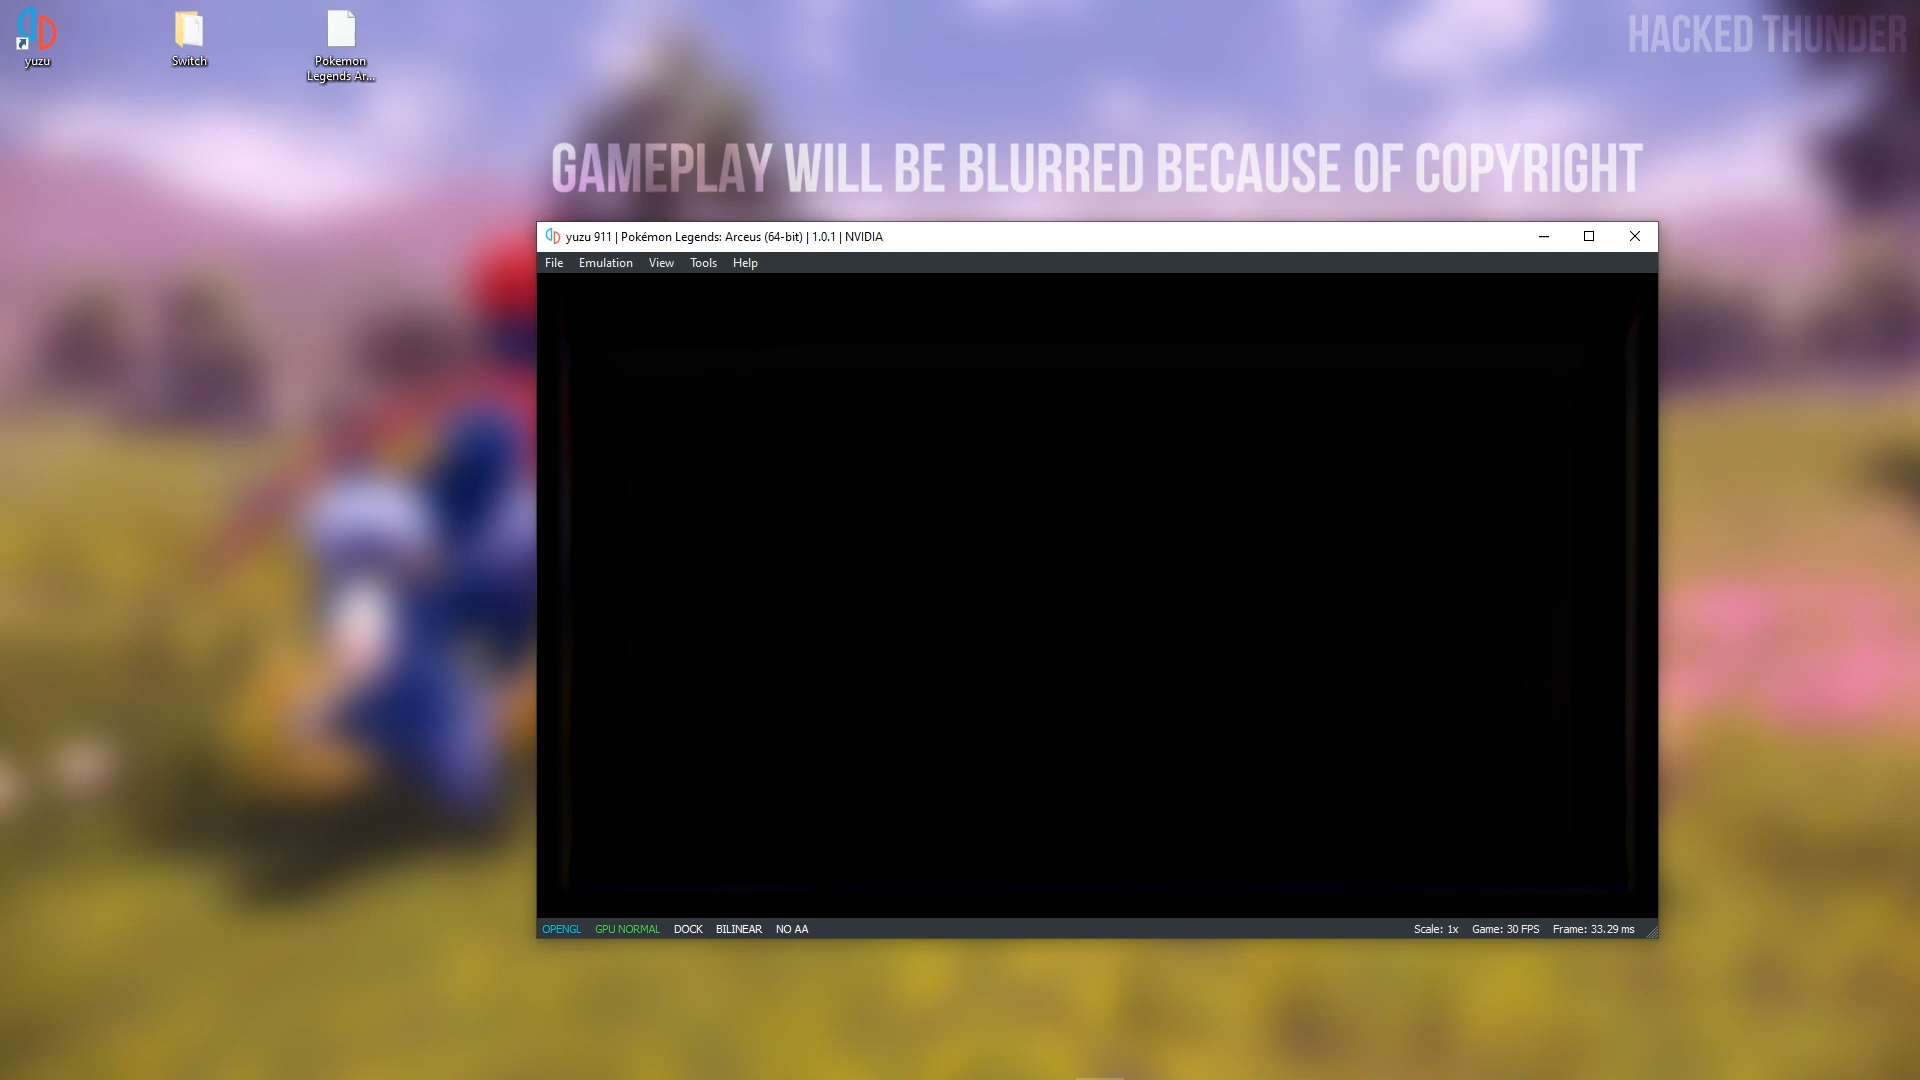 HACKED THUNDER
yuzu
Switch
Pokemon
Legends Ar...
GAMEPLAY WILL BE BLURRED BECAUSE OF COPYRIGHT
yuzu 911 | Pokémon Legends: Arceus (64-bit) | 1.0.1 | NVIDIA
File Emulation View Tools Help
OPENGL GPU NORMAL DOCK BILINEAR NO AA Scale: 1x Game: 30 FPS Frame: 33.29 ms